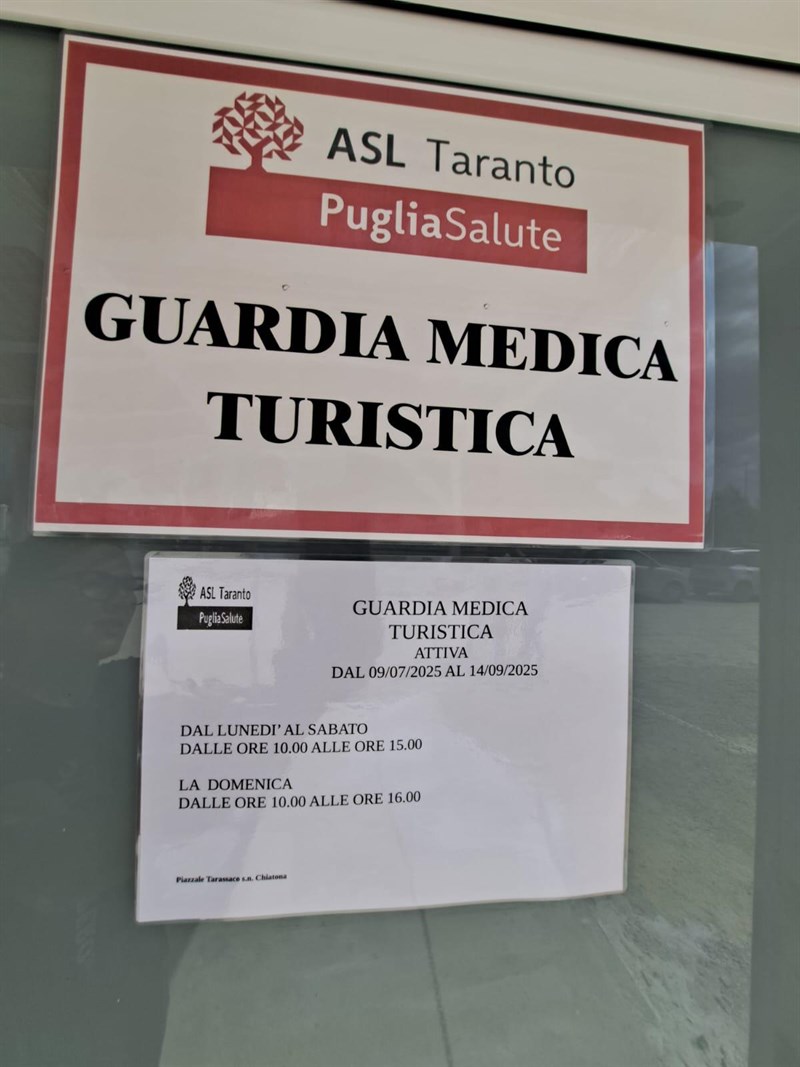 ASL Taranto
PugliaSalute
GUARDIA MEDICA
TURISTICA
ASL Taranto
PugliaSalute
GUARDIA MEDICA
TURISTICA
ATTIVA
DAL 09/07/2025 AL 14/09/2025
DAL LUNEDI' AL SABATO
DALLE ORE 10.00 ALLE ORE 15.00
LA DOMENICA
DALLE ORE 10.00 ALLE ORE 16.00
Piazzale Tarassaco s.n. Chiatona